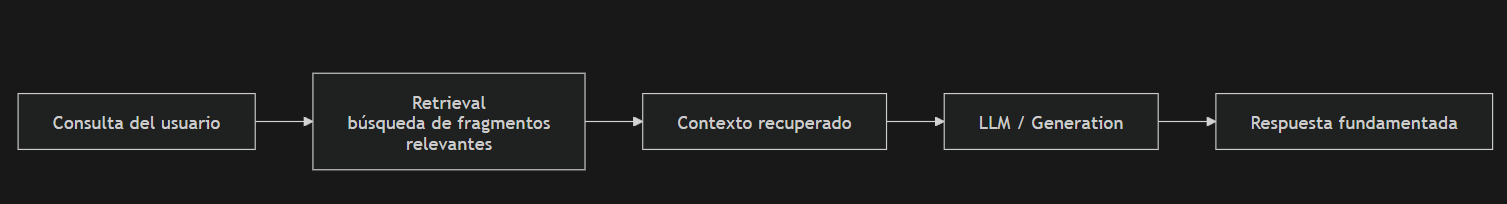 Consulta del usuario
Retrieval
búsqueda de fragmentos
relevantes
Contexto recuperado
LLM / Generation
Respuesta fundamentada